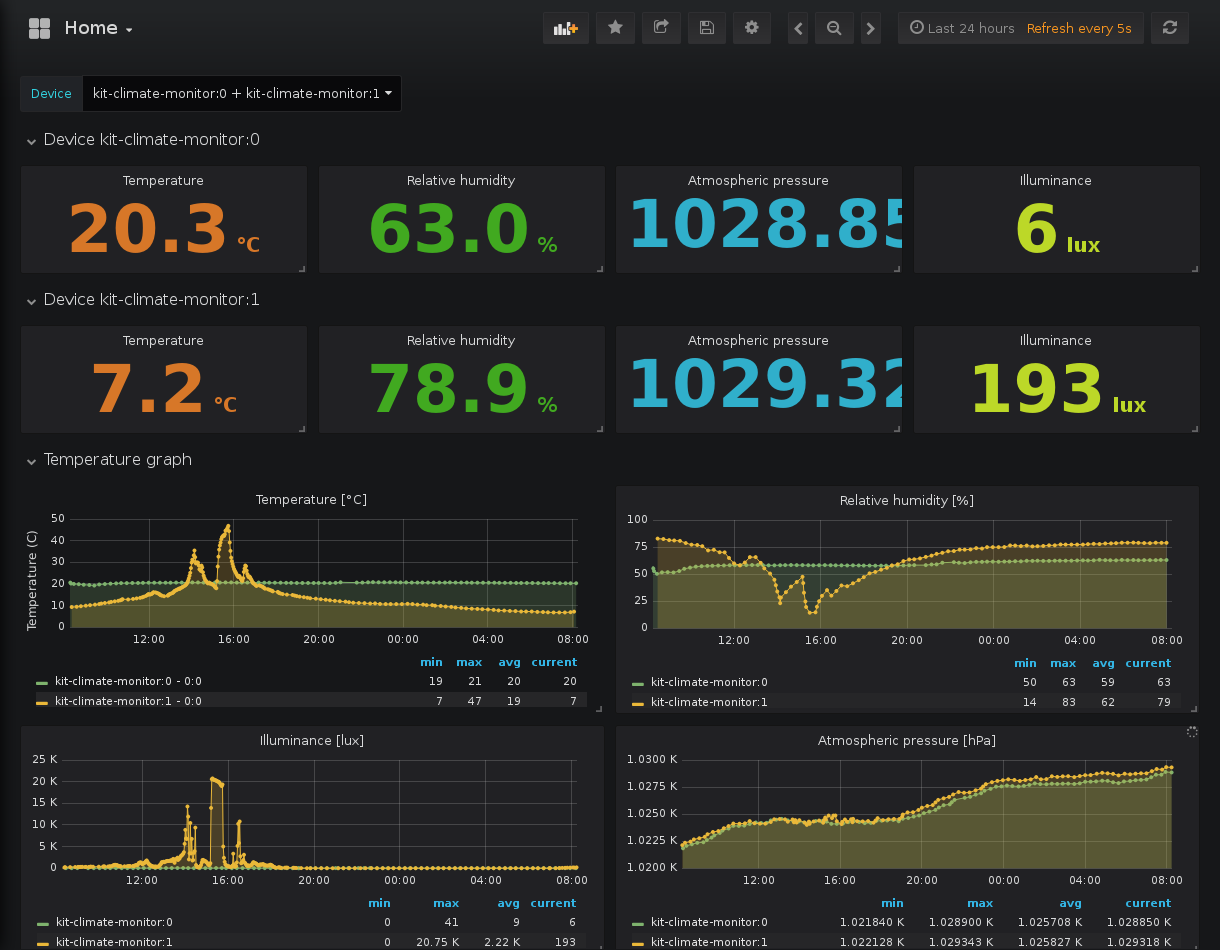 Home
Last 24 hours Refresh every 5s
Device kit-climate-monitor:0 + kit-climate-monitor:1
Device kit-climate-monitor:0
Temperature Relative humidity Atmospheric pressure Illuminance
20.3 °C 63.0 % 1028.85 6 lux
Device kit-climate-monitor:1
Temperature Relative humidity Atmospheric pressure Illuminance
7.2 °C 78.9 % 1029.32 193 lux
Temperature graph
Temperature [°C]
Temperature (C)
50
40
30
20
10
0
12:00 16:00 20:00 00:00 04:00 08:00
min max avg current
kit-climate-monitor:0 - 0:0 19 21 20 20
kit-climate-monitor:1 - 0:0 7 47 19 7
Relative humidity [%]
100
75
50
25
0
12:00 16:00 20:00 00:00 04:00 08:00
min max avg current
kit-climate-monitor:0 50 63 59 63
kit-climate-monitor:1 14 83 62 79
Illuminance [lux]
25 K
20 K
15 K
10 K
5 K
0
12:00 16:00 20:00 00:00 04:00 08:00
min max avg current
kit-climate-monitor:0 0 41 9 6
kit-climate-monitor:1 0 20.75 K 2.22 K 193
Atmospheric pressure [hPa]
1.0300 K
1.0275 K
1.0250 K
1.0225 K
1.0200 K
12:00 16:00 20:00 00:00 04:00 08:00
min max avg current
kit-climate-monitor:0 1.021840 K 1.028900 K 1.025708 K 1.028850 K
kit-climate-monitor:1 1.022128 K 1.029343 K 1.025827 K 1.029318 K